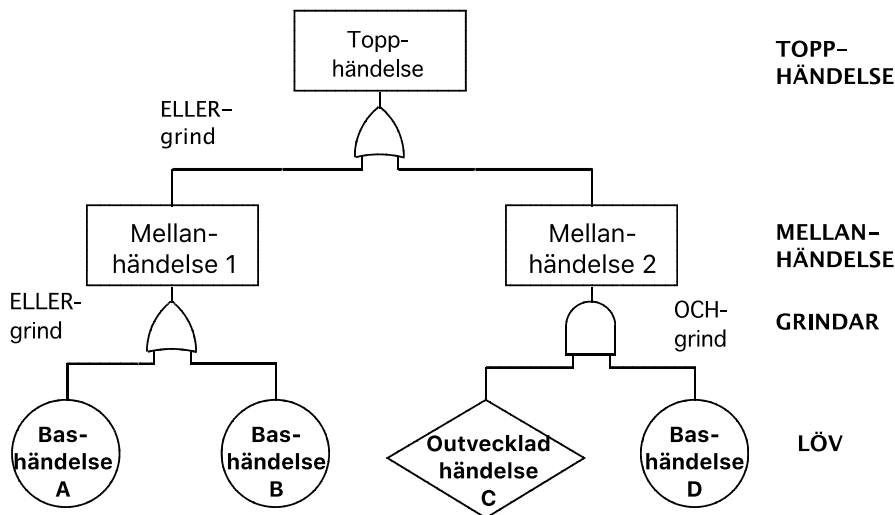 Topp-
händelse
TOPP-
HÄNDELSE
ELLER-
grind
Mellan-
händelse 1
Mellan-
händelse 2
MELLAN-
HÄNDELSE
ELLER-
grind
OCH-
grind
GRINDAR
Bas-
händelse
A
Bas-
händelse
B
Outvecklad
händelse
C
Bas-
händelse
D
LÖV